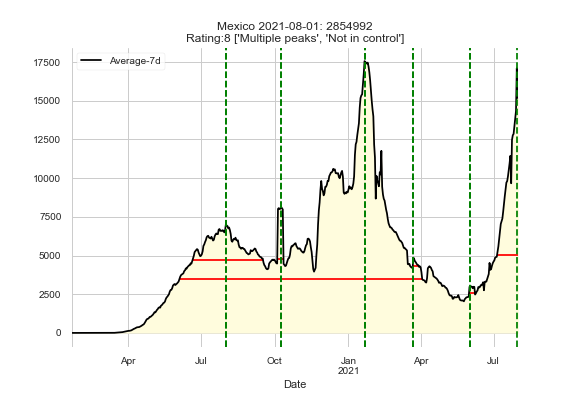 Mexico 2021-08-01: 2854992
Rating:8 ['Multiple peaks', 'Not in control']
Average-7d
17500
15000
12500
10000
7500
5000
2500
0
Apr
Jul
Oct
Jan
2021
Apr
Jul
Date